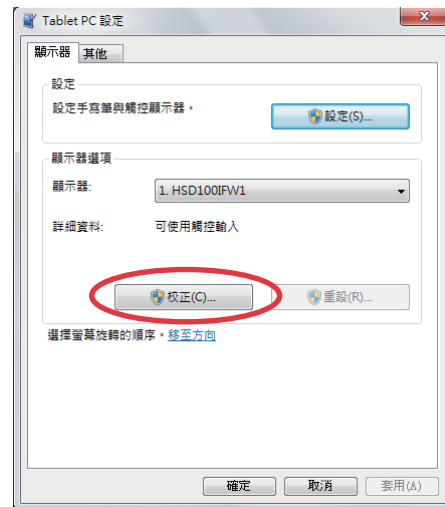 Tablet PC 設定
顯示器 其他
設定
設定手寫筆與觸控顯示器。
設定(S)...
顯示器選項
顯示器: 1. HSD100IFW1
詳細資料: 可使用觸控輸入
校正(C)... 重設(R)...
選擇螢幕旋轉的順序。移至方向
確定 取消 套用(A)